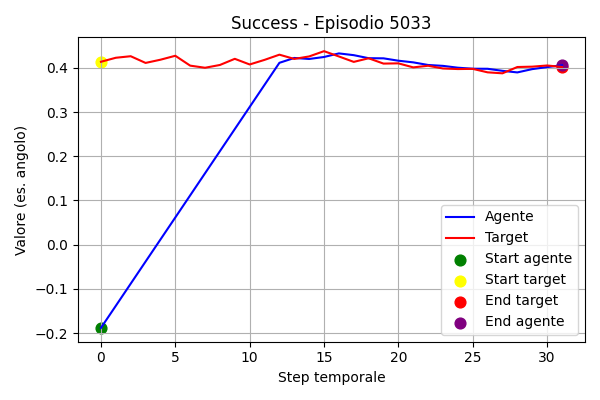 Success - Episodio 5033
Valore (es. angolo)
0.4
0.3
0.2
0.1
0.0
−0.1
−0.2
Agente
Target
Start agente
Start target
End target
End agente
0 5 10 15 20 25 30
Step temporale